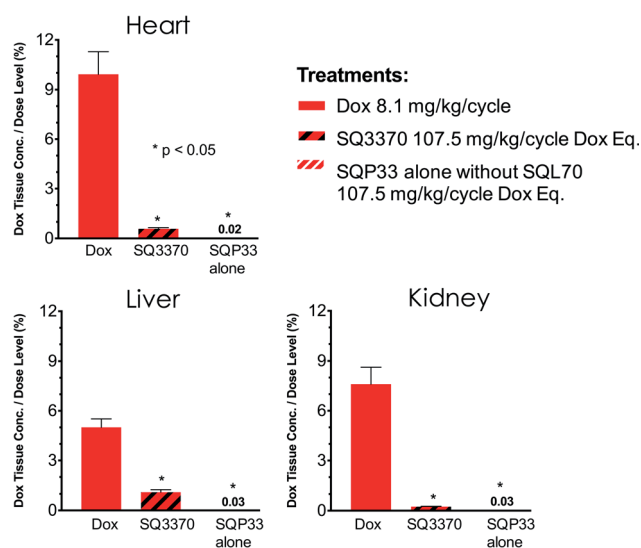 Heart
Dox Tissue Conc. / Dose Level (%)
12
9
6
3
0
* p < 0.05
*
*
0.02
Dox
SQ3370
SQP33
alone
Treatments:
Dox 8.1 mg/kg/cycle
SQ3370 107.5 mg/kg/cycle Dox Eq.
SQP33 alone without SQL70
107.5 mg/kg/cycle Dox Eq.
Liver
Dox Tissue Conc. / Dose Level (%)
12
9
6
3
0
*
*
0.03
Dox
SQ3370
SQP33
alone
Kidney
Dox Tissue Conc. / Dose Level (%)
12
9
6
3
0
*
*
0.03
Dox
SQ3370
SQP33
alone